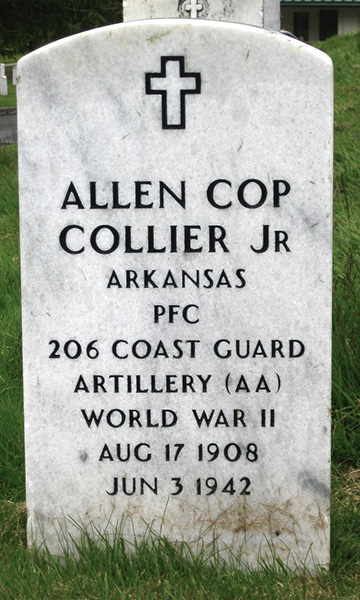 ALLEN COP
COLLIER JR
ARKANSAS
PFC
206 COAST GUARD
ARTILLERY (AA)
WORLD WAR II
AUG 17 1908
JUN 3 1942